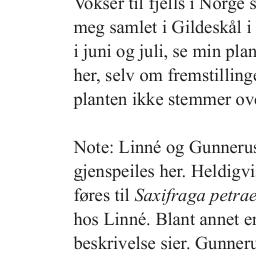 Vokser til fjells i Norge s
meg samlet i Gildeskål i
i juni og juli, se min plan
her, selv om fremstilling
planten ikke stemmer ov
Note: Linné og Gunnerus
gjenspeiles her. Heldigvi
føres til Saxifraga petrae
hos Linné. Blant annet er
beskrivelse sier. Gunneru